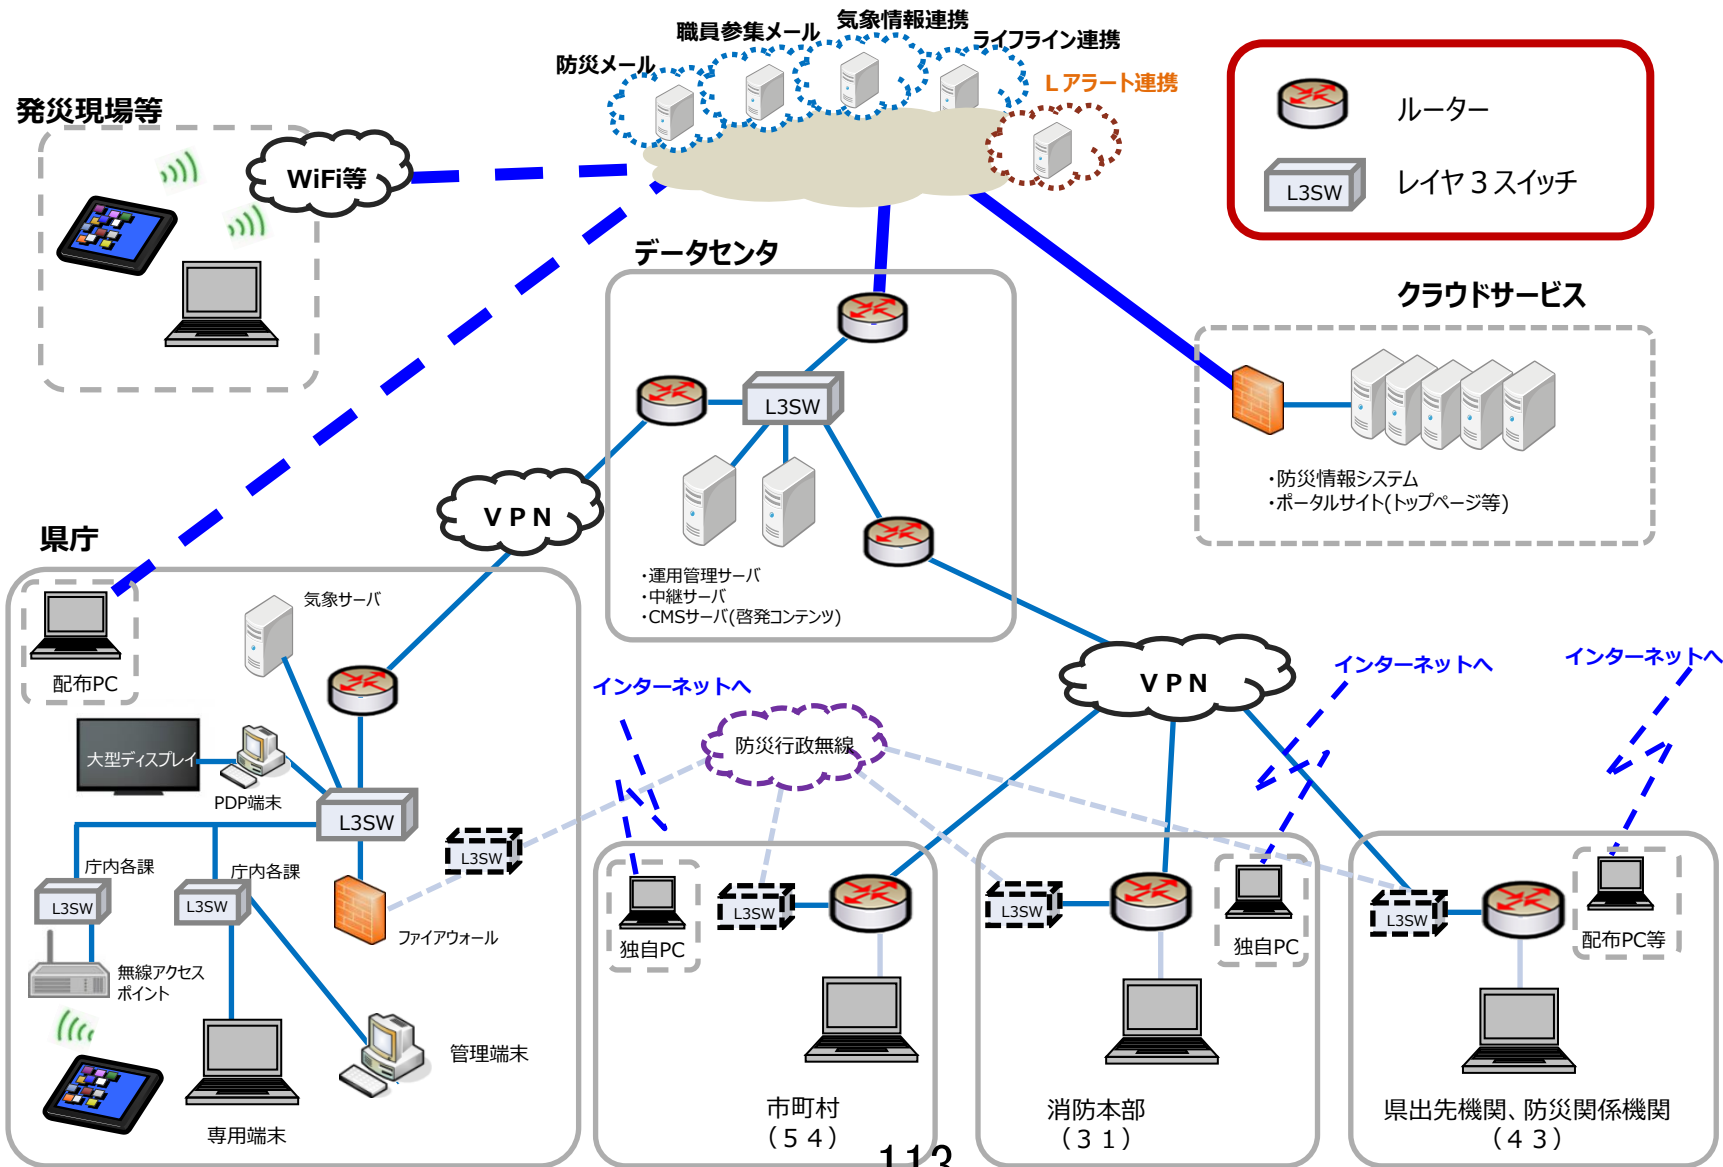 職員参集メール
気象情報連携
ライフライン連携
防災メール
Lアラート連携
発災現場等
WiFi等
ルーター
L3SW
レイヤ３スイッチ
データセンタ
L3SW
・運用管理サーバ
・中継サーバ
・CMSサーバ(啓発コンテンツ)
クラウドサービス
・防災情報システム
・ポータルサイト(トップページ等)
ＶＰＮ
県庁
配布PC
気象サーバ
大型ディスプレイ
PDP端末
L3SW
庁内各課
L3SW
庁内各課
L3SW
無線アクセス
ポイント
ファイアウォール
L3SW
専用端末
管理端末
防災行政無線
ＶＰＮ
インターネットへ
インターネットへ
インターネットへ
独自PC
L3SW
市町村
（５４）
L3SW
独自PC
消防本部
（３１）
L3SW
配布PC等
県出先機関、防災関係機関
（４３）
113